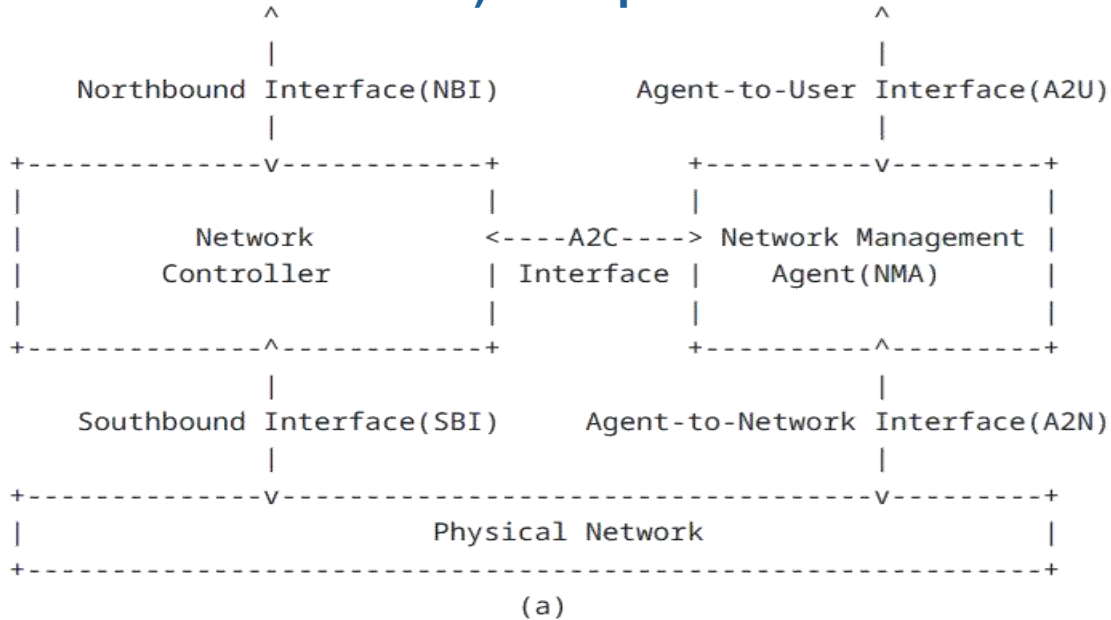 ^ ^
| |
Northbound Interface(NBI) Agent-to-User Interface(A2U)
| |
+--------------v------------+ +----------v---------+
| | | |
| Network <----A2C----> Network Management |
| Controller | Interface | Agent(NMA) |
| | | |
+--------------^------------+ +----------^---------+
| |
Southbound Interface(SBI) Agent-to-Network Interface(A2N)
| |
+--------------v-----------------------------------v---------+
| Physical Network |
+------------------------------------------------------------+
(a)